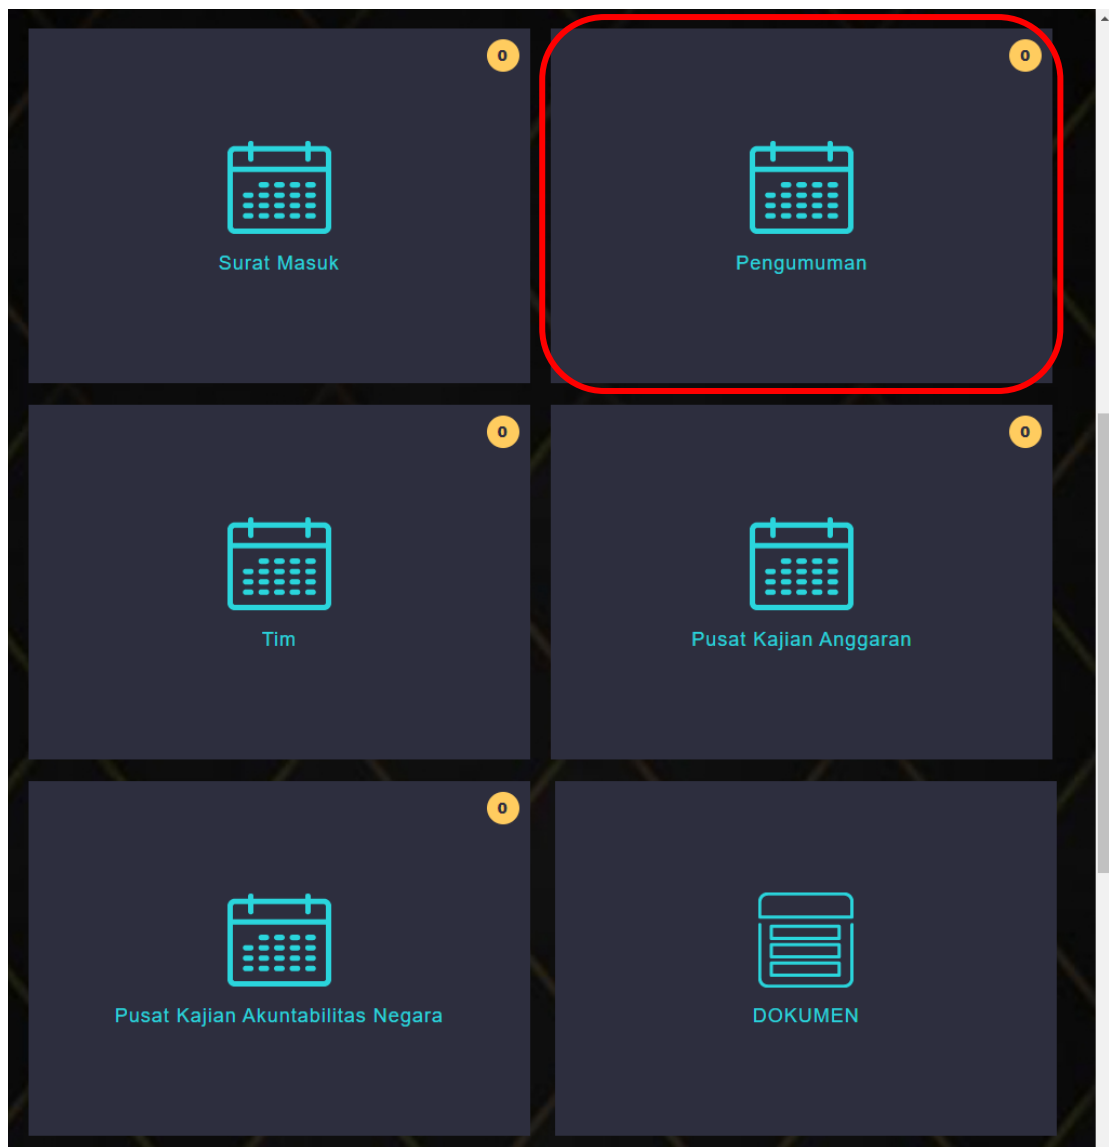 0
0
Surat Masuk
Pengumuman
0
0
Tim
Pusat Kajian Anggaran
0
Pusat Kajian Akuntabilitas Negara
DOKUMEN